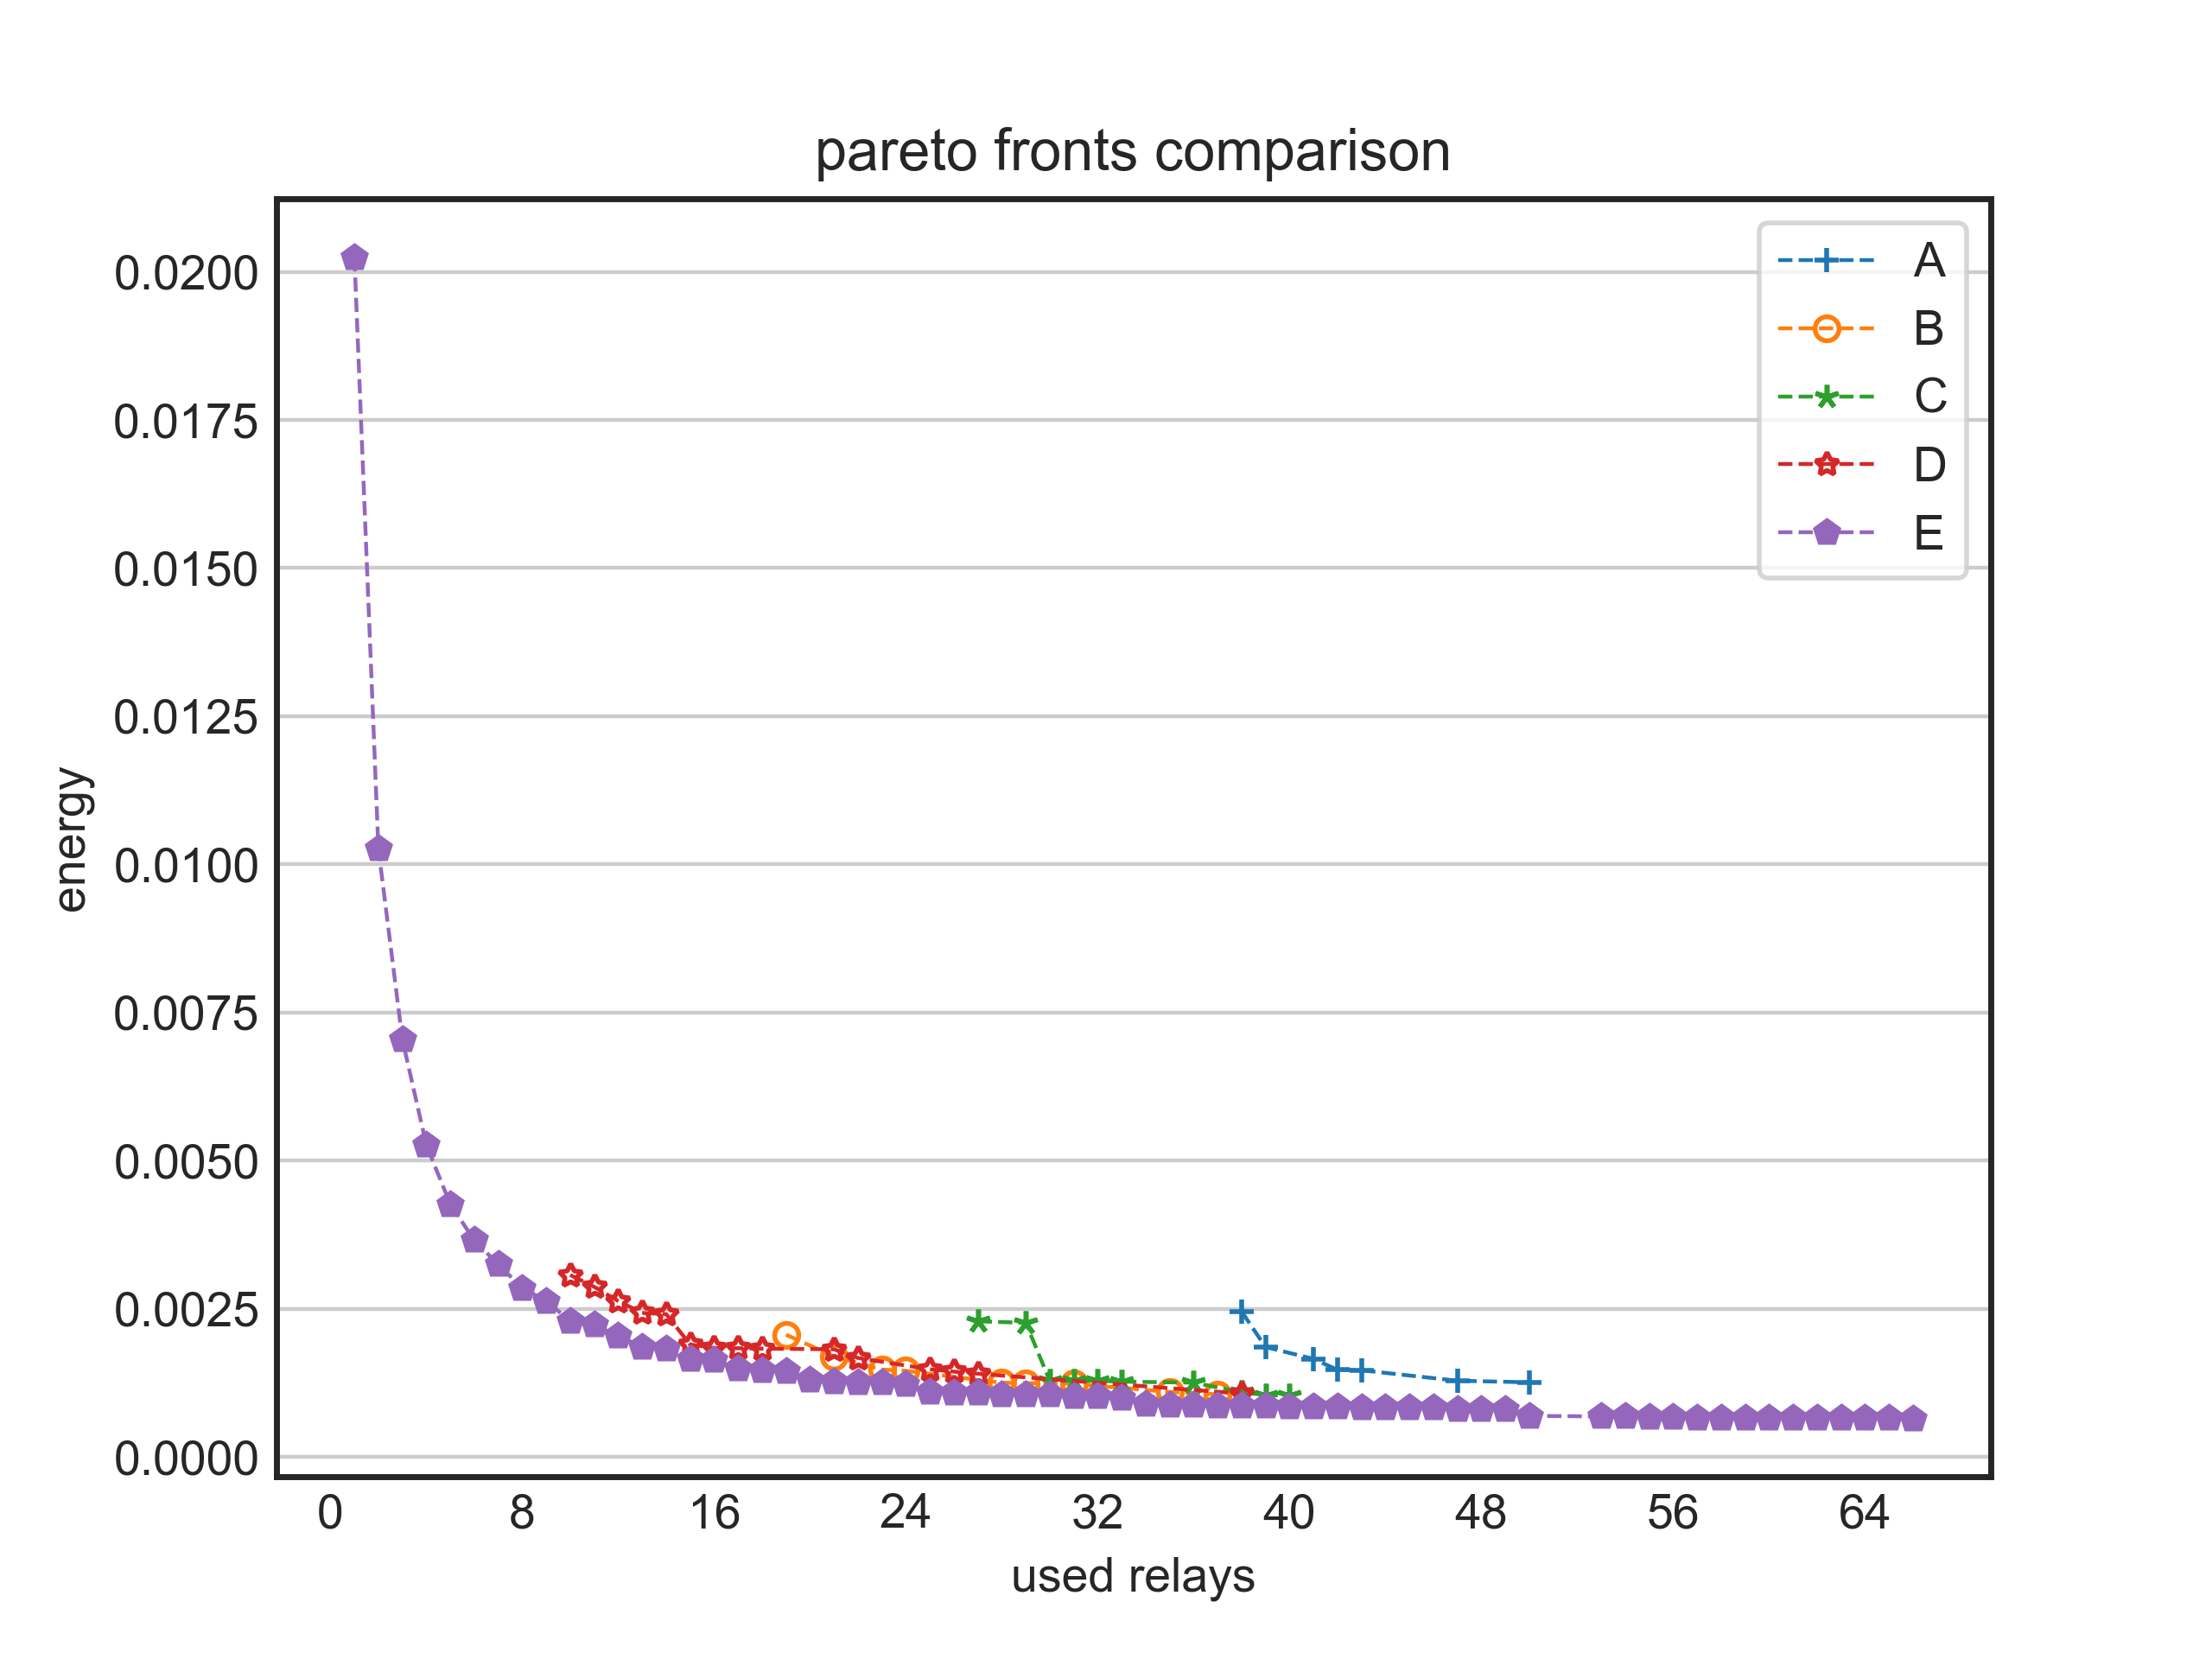 pareto fronts comparison
0.0200
0.0175
0.0150
0.0125
0.0100
0.0075
0.0050
0.0025
0.0000
energy
A
B
C
D
E
0 8 16 24 32 40 48 56 64
used relays